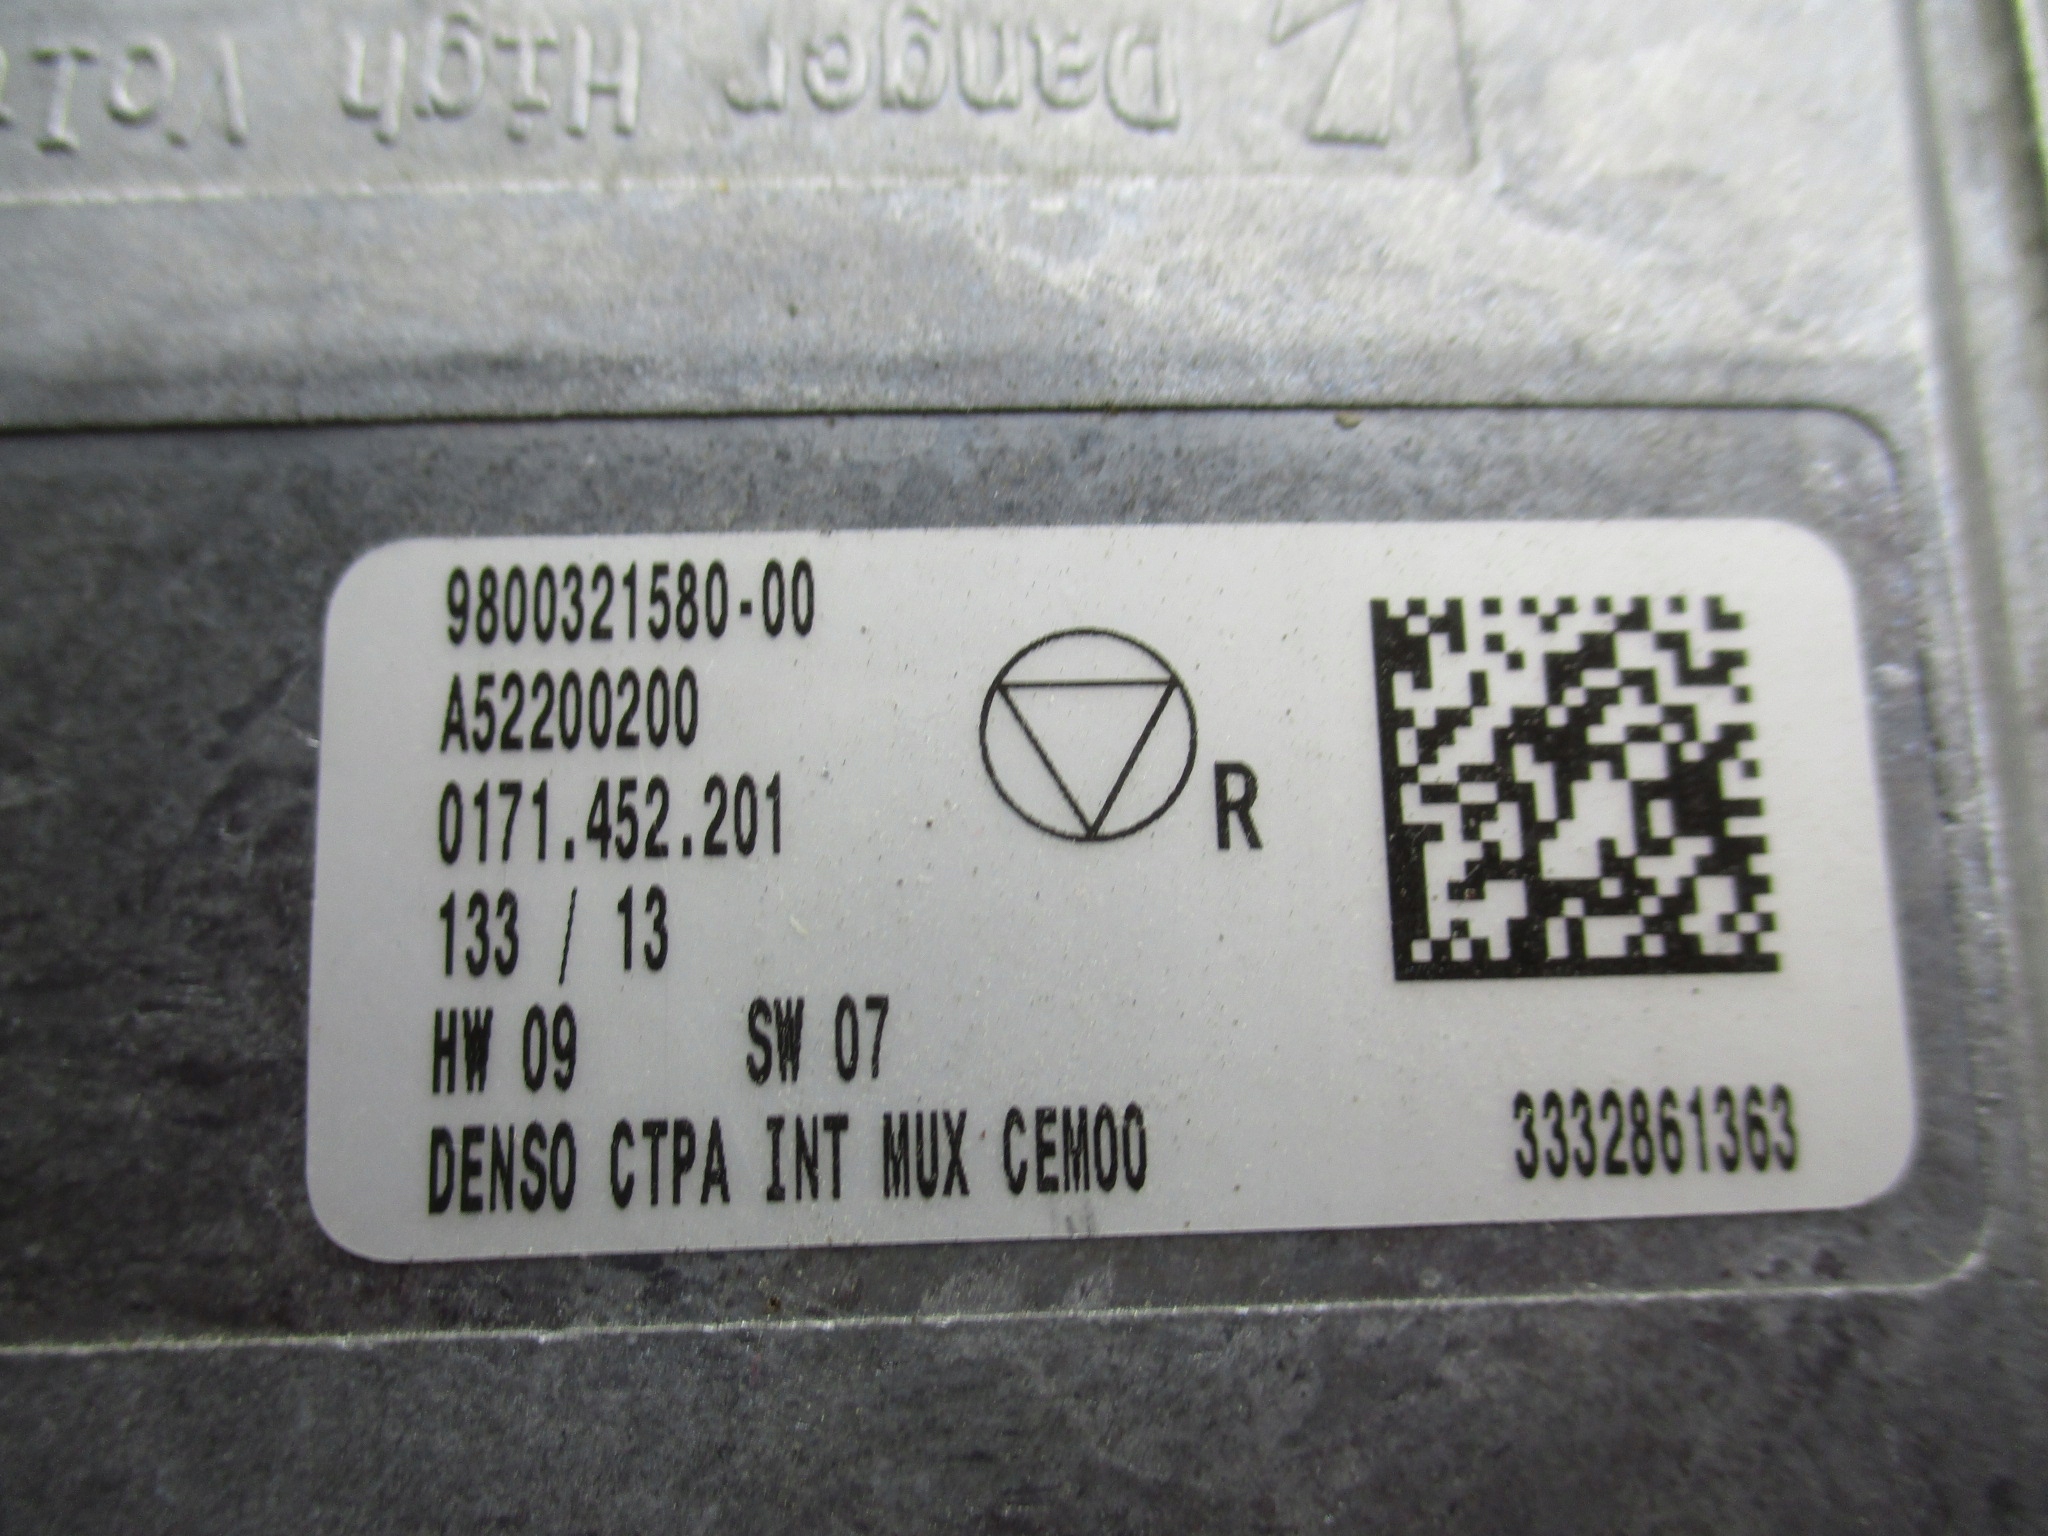 Danger High
9800321580-00
A52200200
0171.452.201
133 / 13
R
HW 09 SW 07
DENSO CTPA INT MUX CEM00
3332861363